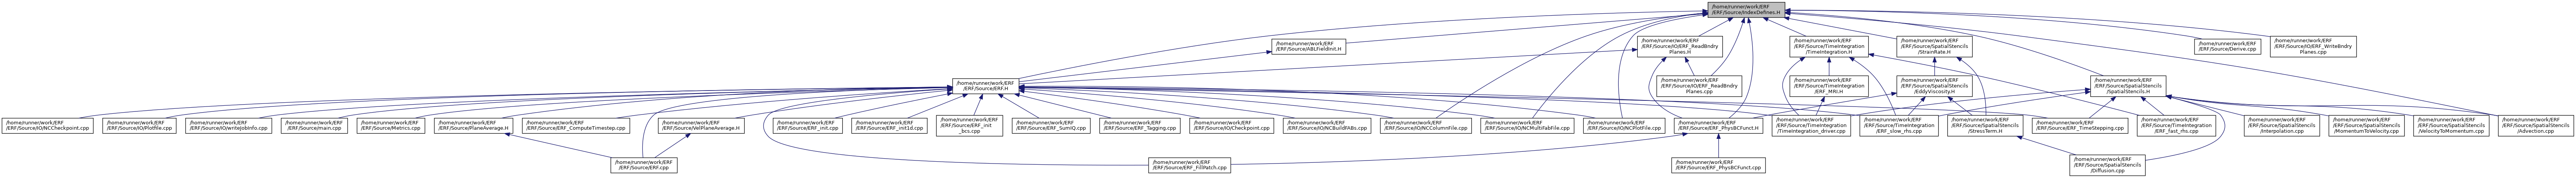 /home/runner/work/ERF
/ERF/Source/IndexDefines.H
/home/runner/work/ERF
/ERF/Source/ABLFieldInit.H
/home/runner/work/ERF
/ERF/Source/IO/ERF_ReadBndry
Planes.H
/home/runner/work/ERF
/ERF/Source/TimeIntegration
/TimeIntegration.H
/home/runner/work/ERF
/ERF/Source/SpatialStencils
/StrainRate.H
/home/runner/work/ERF
/ERF/Source/Derive.cpp
/home/runner/work/ERF
/ERF/Source/IO/ERF_WriteBndry
Planes.cpp
/home/runner/work/ERF
/ERF/Source/ERF.H
/home/runner/work/ERF
/ERF/Source/IO/ERF_ReadBndry
Planes.cpp
/home/runner/work/ERF
/ERF/Source/TimeIntegration
/ERF_MRI.H
/home/runner/work/ERF
/ERF/Source/SpatialStencils
/EddyViscosity.H
/home/runner/work/ERF
/ERF/Source/SpatialStencils
/SpatialStencils.H
/home/runner/work/ERF
/ERF/Source/IO/NCCheckpoint.cpp
/home/runner/work/ERF
/ERF/Source/IO/Plotfile.cpp
/home/runner/work/ERF
/ERF/Source/IO/writeJobInfo.cpp
/home/runner/work/ERF
/ERF/Source/main.cpp
/home/runner/work/ERF
/ERF/Source/Metrics.cpp
/home/runner/work/ERF
/ERF/Source/PlaneAverage.H
/home/runner/work/ERF
/ERF/Source/ERF_ComputeTimestep.cpp
/home/runner/work/ERF
/ERF/Source/VelPlaneAverage.H
/home/runner/work/ERF
/ERF/Source/ERF_init.cpp
/home/runner/work/ERF
/ERF/Source/ERF_init1d.cpp
/home/runner/work/ERF
/ERF/Source/ERF_init
_bcs.cpp
/home/runner/work/ERF
/ERF/Source/ERF_SumIQ.cpp
/home/runner/work/ERF
/ERF/Source/ERF_Tagging.cpp
/home/runner/work/ERF
/ERF/Source/IO/Checkpoint.cpp
/home/runner/work/ERF
/ERF/Source/IO/NCBuildFABs.cpp
/home/runner/work/ERF
/ERF/Source/IO/NCColumnFile.cpp
/home/runner/work/ERF
/ERF/Source/IO/NCMultiFabFile.cpp
/home/runner/work/ERF
/ERF/Source/IO/NCPlotFile.cpp
/home/runner/work/ERF
/ERF/Source/ERF_PhysBCFunct.H
/home/runner/work/ERF
/ERF/Source/TimeIntegration
/TimeIntegration_driver.cpp
/home/runner/work/ERF
/ERF/Source/TimeIntegration
/ERF_slow_rhs.cpp
/home/runner/work/ERF
/ERF/Source/SpatialStencils
/StressTerm.H
/home/runner/work/ERF
/ERF/Source/ERF_TimeStepping.cpp
/home/runner/work/ERF
/ERF/Source/TimeIntegration
/ERF_fast_rhs.cpp
/home/runner/work/ERF
/ERF/Source/SpatialStencils
/Interpolation.cpp
/home/runner/work/ERF
/ERF/Source/SpatialStencils
/MomentumToVelocity.cpp
/home/runner/work/ERF
/ERF/Source/SpatialStencils
/VelocityToMomentum.cpp
/home/runner/work/ERF
/ERF/Source/SpatialStencils
/Advection.cpp
/home/runner/work/ERF
/ERF/Source/ERF.cpp
/home/runner/work/ERF
/ERF/Source/ERF_FillPatch.cpp
/home/runner/work/ERF
/ERF/Source/ERF_PhysBCFunct.cpp
/home/runner/work/ERF
/ERF/Source/SpatialStencils
/Diffusion.cpp